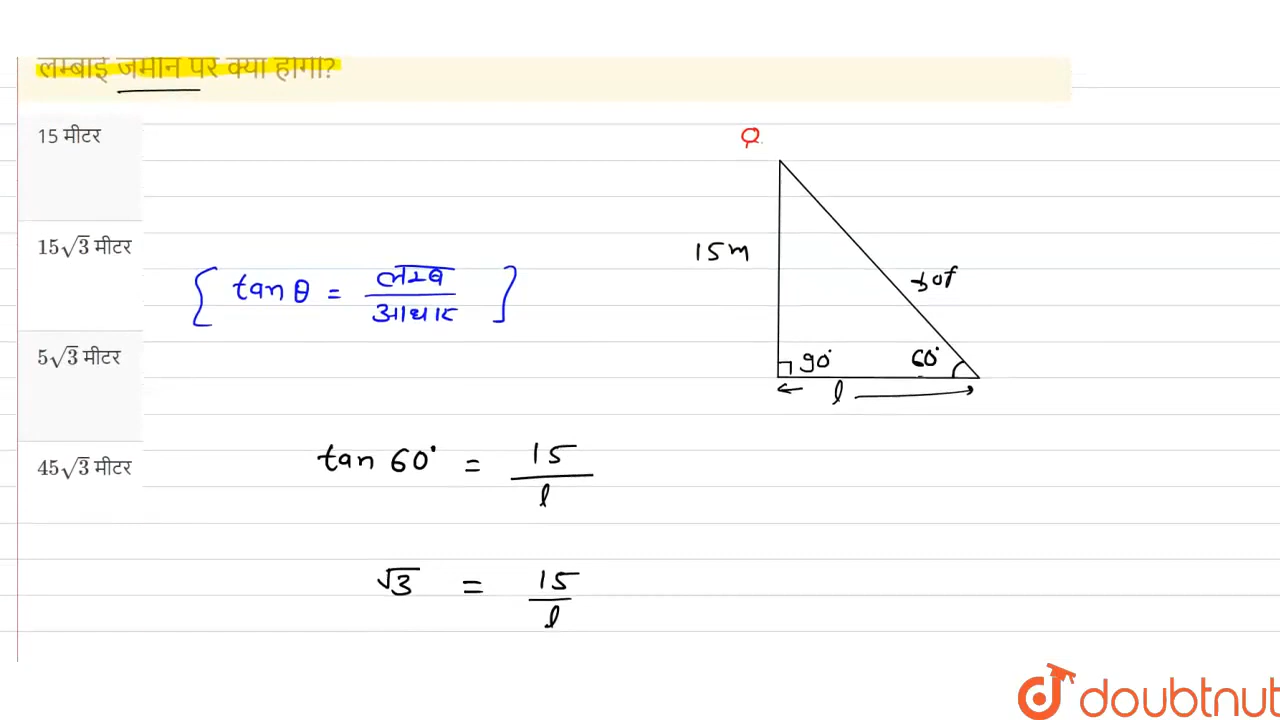 लम्बाई जमीन पर क्या होगी?
15 मीटर
15√3 मीटर
5√3 मीटर
45√3 मीटर
[ tan θ = लम्ब / आधार ]
Q.
15m
90°
60°
l
tan 60° = 15 / l
√3 = 15 / l
doubtnut